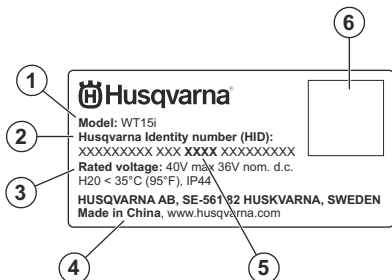 6
1
Husqvarna®
Model: WT15i
2
Husqvarna Identity number (HID):
XXXXXXXXX XXX XXXX XXXXXXXXX
3
Rated voltage: 40V max 36V nom. d.c.
H20 < 35°C (95°F), IP44
HUSQVARNA AB, SE-561 82 HUSKVARNA, SWEDEN
Made in China, www.husqvarna.com
4
5